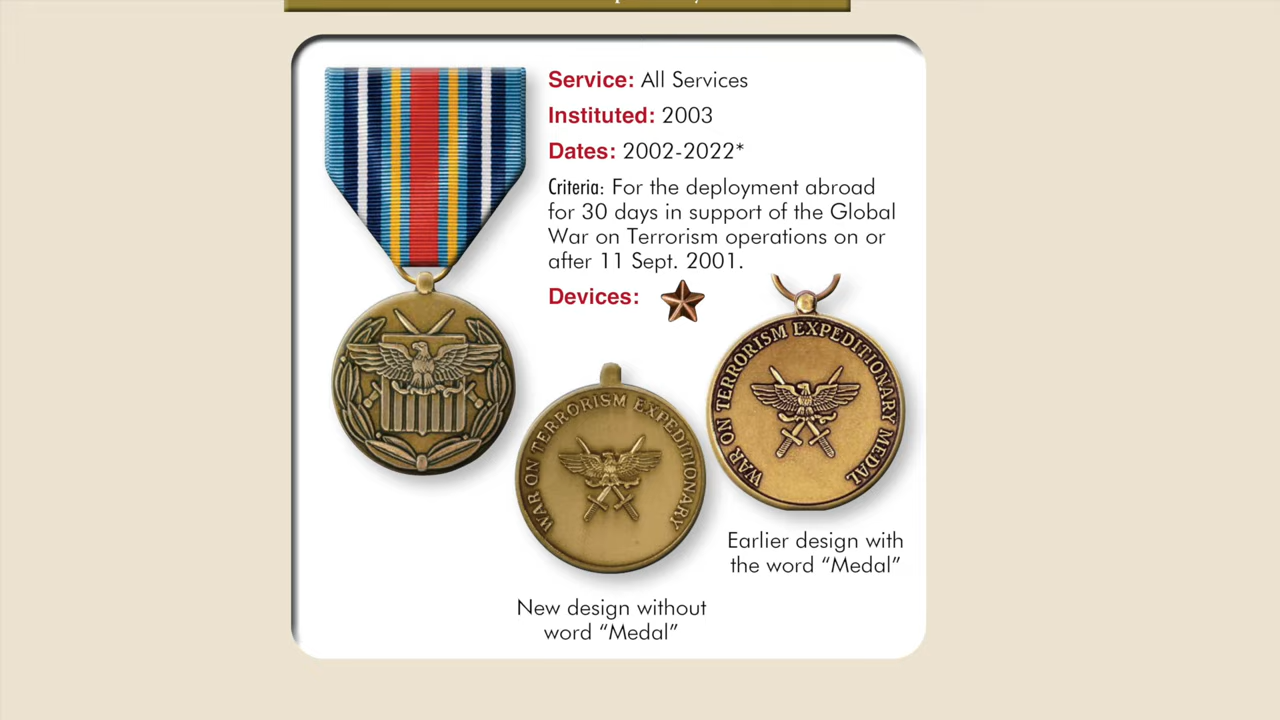 Service: All Services
Instituted: 2003
Dates: 2002-2022*
Criteria: For the deployment abroad
for 30 days in support of the Global
War on Terrorism operations on or
after 11 Sept. 2001.
Devices:
WAR ON TERRORISM EXPEDITIONARY
WAR ON TERRORISM EXPEDITIONARY MEDAL
Earlier design with
the word “Medal”
New design without
word “Medal”